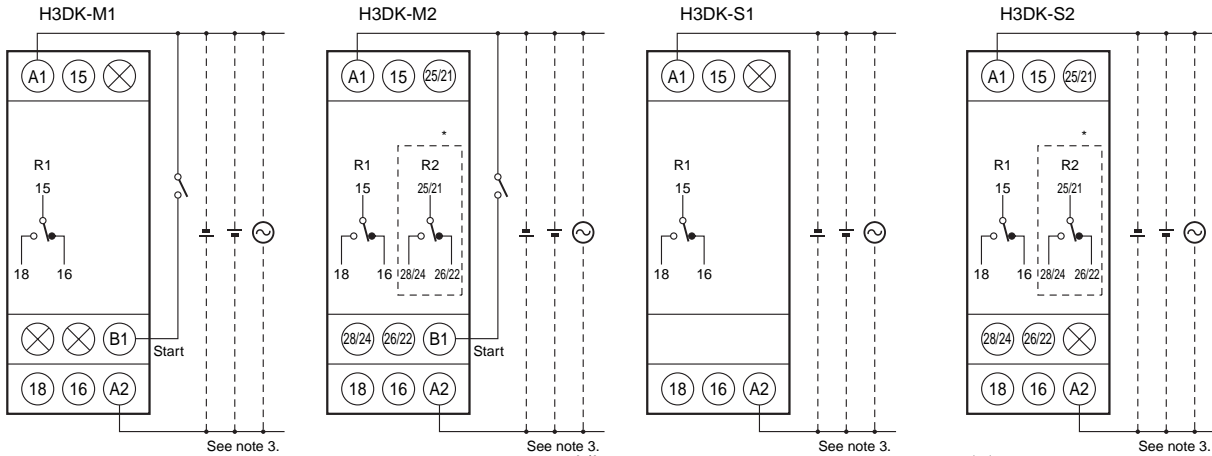 H3DK-M1
A1 15
R1
15
18 16
B1
Start
18 16 A2
See note 3.
H3DK-M2
A1 15 25/21
*
R1 R2
15 25/21
18 16 28/24 26/22
28/24 26/22 B1
Start
18 16 A2
See note 3.
H3DK-S1
A1 15
R1
15
18 16
18 16 A2
See note 3.
H3DK-S2
A1 15 25/21
*
R1 R2
15 25/21
18 16 28/24 26/22
28/24 26/22
18 16 A2
See note 3.